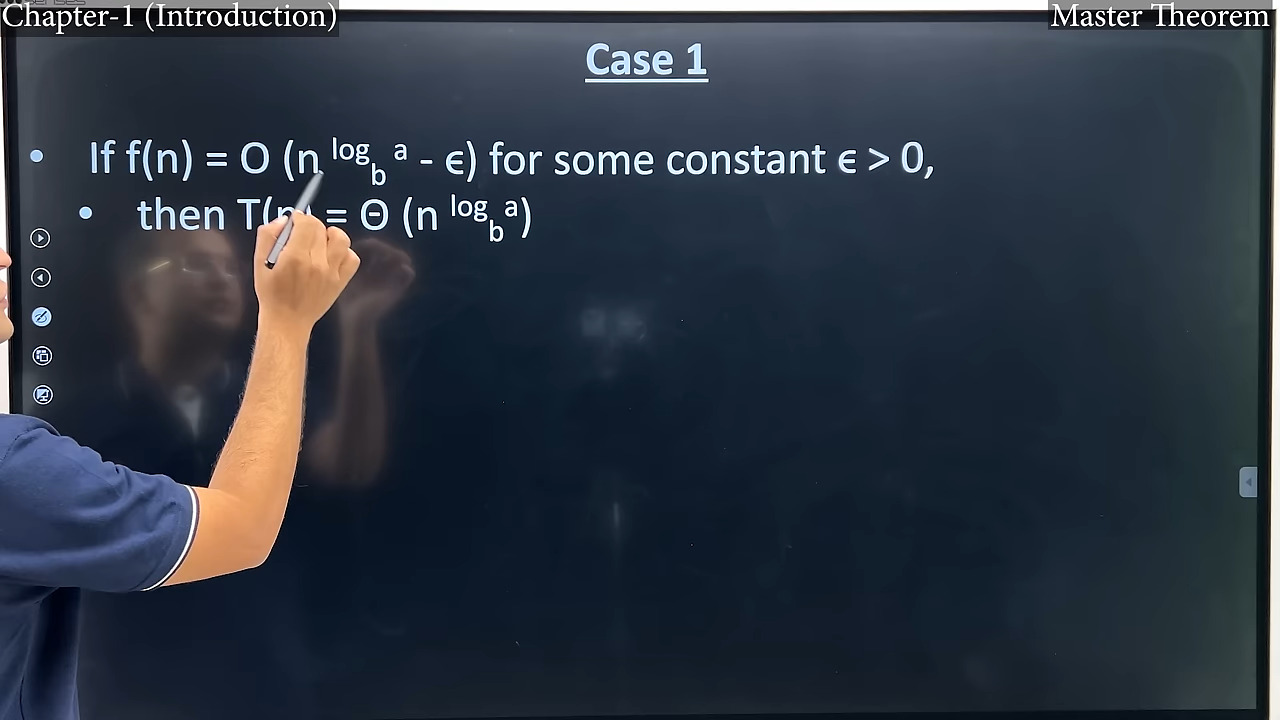 Chapter-1 (Introduction)
Master Theorem
Case 1
• If f(n) = O (n log_b a - ϵ) for some constant ϵ > 0,
• then T(n) = Θ (n log_b a)